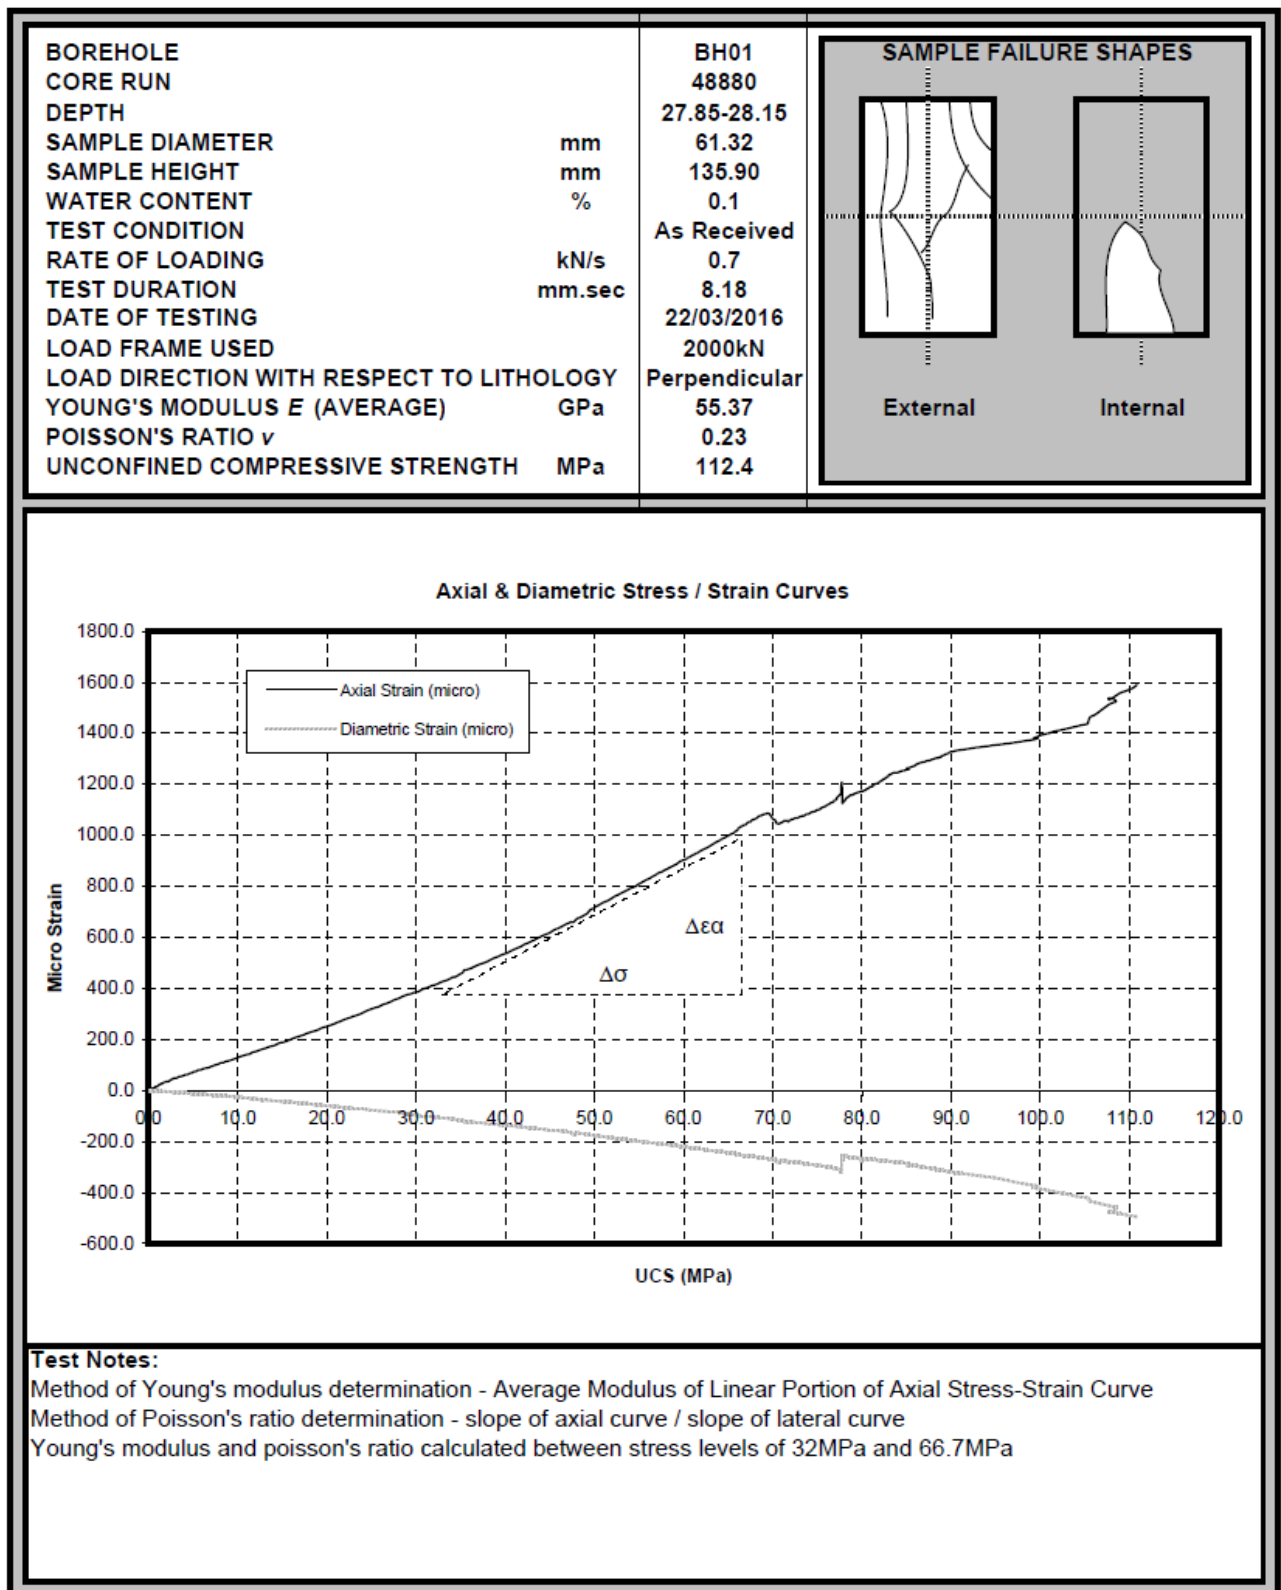 BOREHOLE BH01
CORE RUN 48880
DEPTH 27.85-28.15
SAMPLE DIAMETER mm 61.32
SAMPLE HEIGHT mm 135.90
WATER CONTENT % 0.1
TEST CONDITION As Received
RATE OF LOADING kN/s 0.7
TEST DURATION mm.sec 8.18
DATE OF TESTING 22/03/2016
LOAD FRAME USED 2000kN
LOAD DIRECTION WITH RESPECT TO LITHOLOGY Perpendicular
YOUNG'S MODULUS E (AVERAGE) GPa 55.37
POISSON'S RATIO v 0.23
UNCONFINED COMPRESSIVE STRENGTH MPa 112.4
SAMPLE FAILURE SHAPES
External Internal
Axial & Diametric Stress / Strain Curves
1800.0
1600.0
1400.0
1200.0
1000.0
800.0
600.0
400.0
200.0
0.0
-200.0
-400.0
-600.0
Micro Strain
Axial Strain (micro)
Diametric Strain (micro)
Δεα
Δσ
0.0 10.0 20.0 30.0 40.0 50.0 60.0 70.0 80.0 90.0 100.0 110.0 120.0
UCS (MPa)
Test Notes:
Method of Young's modulus determination - Average Modulus of Linear Portion of Axial Stress-Strain Curve
Method of Poisson's ratio determination - slope of axial curve / slope of lateral curve
Young's modulus and poisson's ratio calculated between stress levels of 32MPa and 66.7MPa